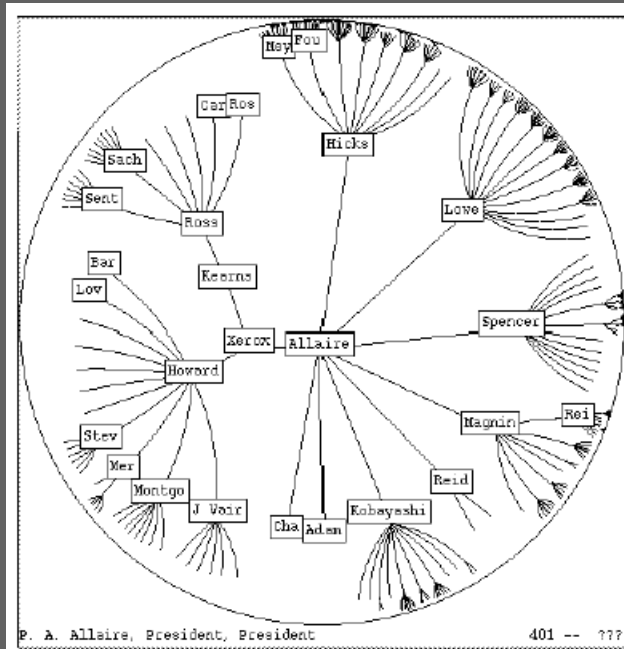 Mey
Fou
Car
Ros
Hicks
Sach
Sent
Lowe
Ross
Bar
Kearns
Lov
Spencer
Xerox
Allaire
Howard
Rei
Magnin
Stev
Mer
Reid
Montgo
J Wair
Kobayashi
Cha
Adam
P. A. Allaire, President, President
401 -- ???